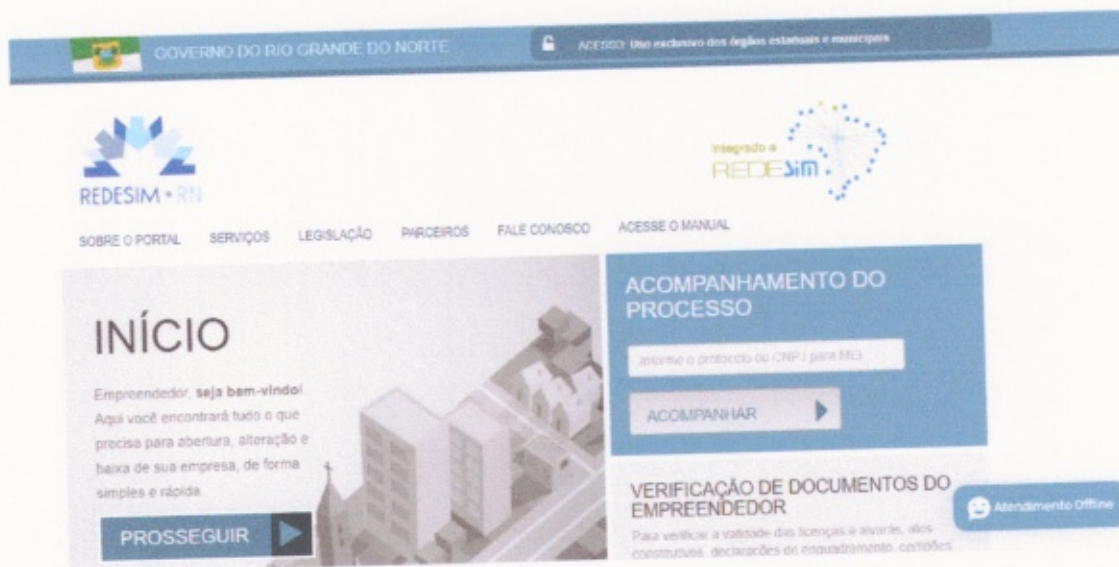 GOVERNO DO RIO GRANDE DO NORTE
ACESSO: Uso exclusivo dos órgãos estaduais e municipais
REDESIM • RN
Integrado a
REDESIM
SOBRE O PORTAL SERVIÇOS LEGISLAÇÃO PARCEIROS FALE CONOSCO ACESSE O MANUAL
INÍCIO
Empreendedor, seja bem-vindo!
Aqui você encontrará tudo o que
precisa para abertura, alteração e
baixa de sua empresa, de forma
simples e rápida.
PROSSEGUIR
ACOMPANHAMENTO DO
PROCESSO
Informe o protocolo ou CNPJ para MEI
ACOMPANHAR
VERIFICAÇÃO DE DOCUMENTOS DO
EMPREENDEDOR
Para verificar a validade das licenças e alvarás, atos
constitutivos, declarações de enquadramento, certidões
Atendimento Offline